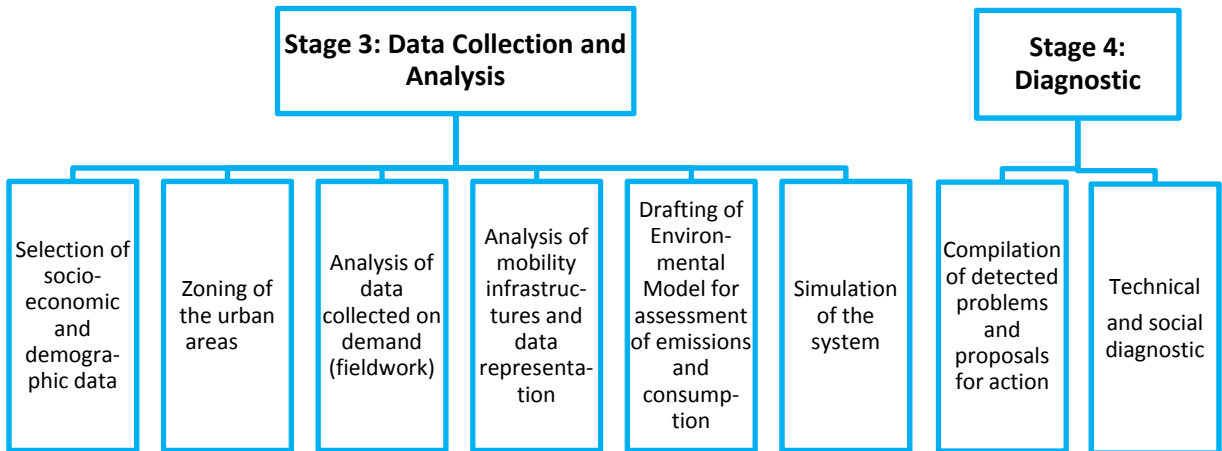 Stage 3: Data Collection and
Analysis
Selection of
socio-
economic
and
demogra-
phic data
Zoning of
the urban
areas
Analysis of
data
collected on
demand
(fieldwork)
Analysis of
mobility
infrastruc-
tures and
data
representa-
tion
Drafting of
Environ-
mental
Model for
assessment
of emissions
and
consump-
tion
Simulation
of the
system
Stage 4:
Diagnostic
Compilation
of detected
problems
and
proposals
for action
Technical
and social
diagnostic